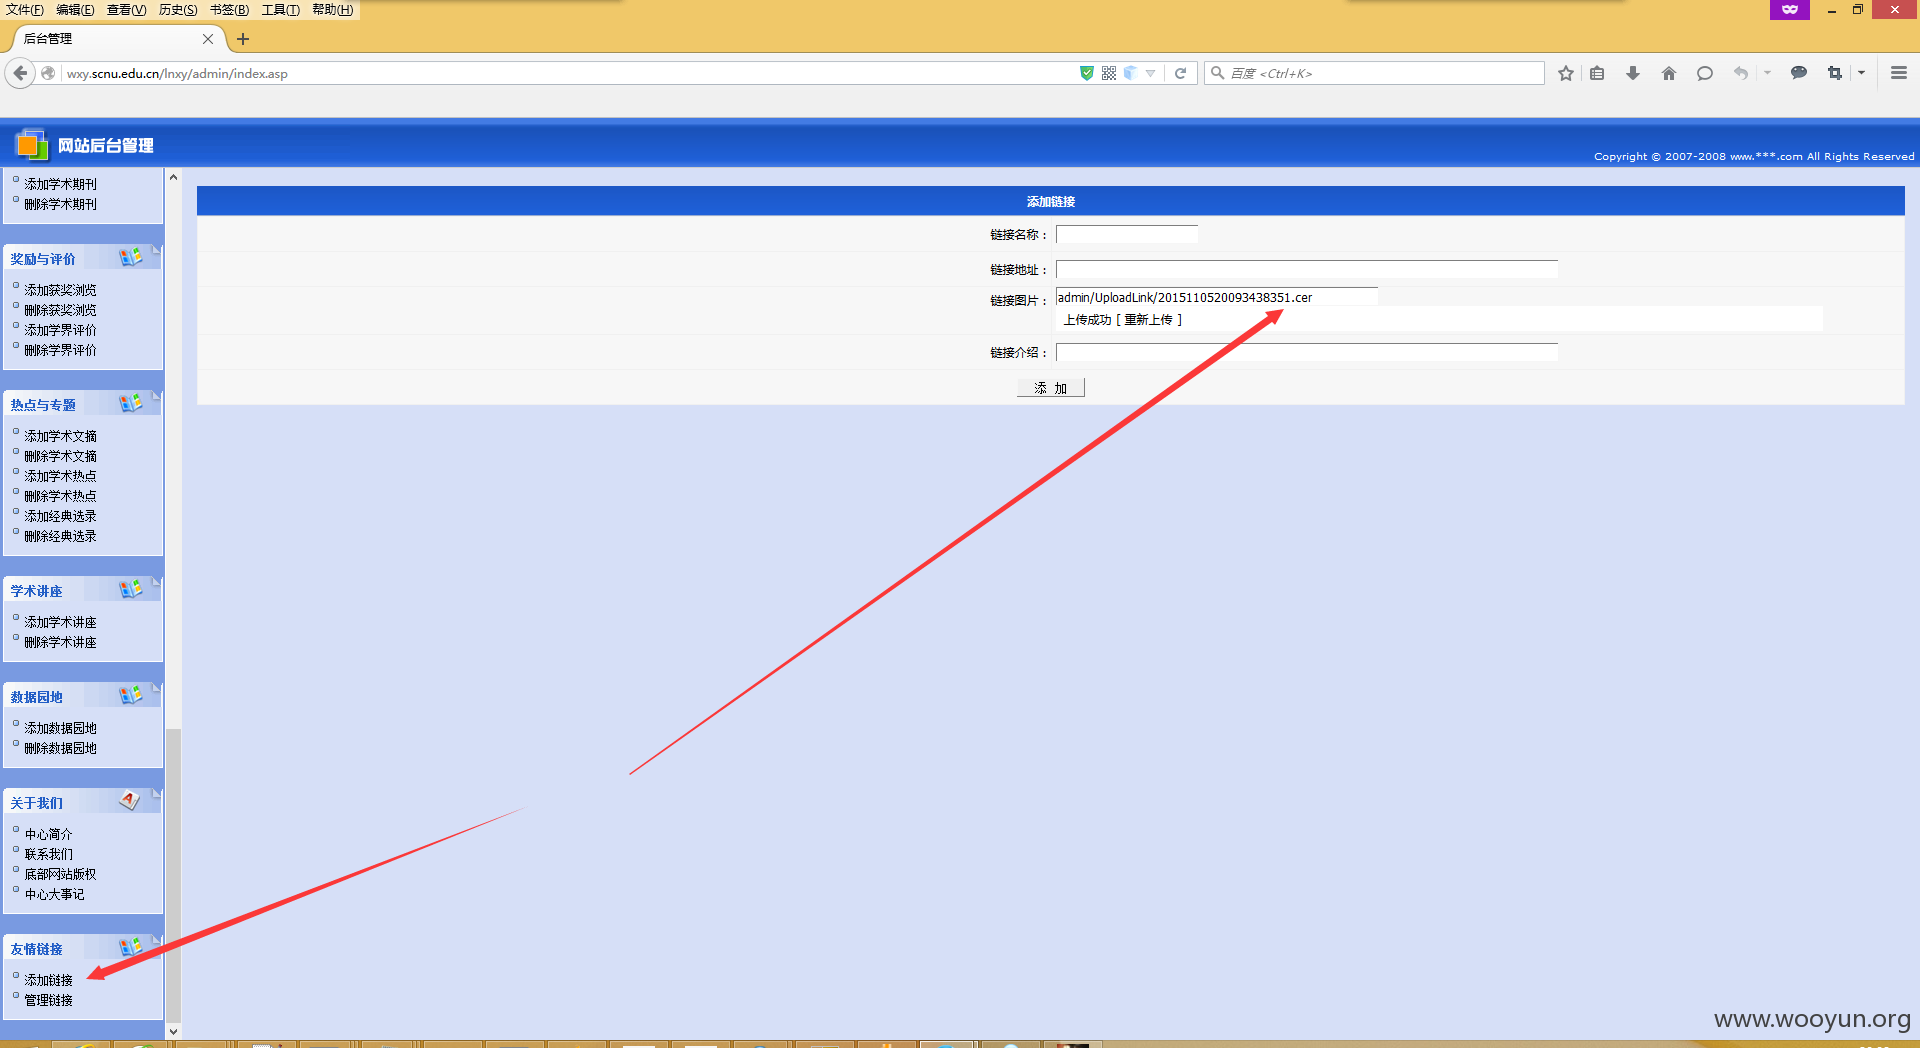 文件(F) 编辑(E) 查看(V) 历史(S) 书签(B) 工具(T) 帮助(H)
后台管理
wxy.scnu.edu.cn/lnxy/admin/index.asp
百度 <Ctrl+K>
网站后台管理
Copyright © 2007-2008 www.***.com All Rights Reserved
添加学术期刊
删除学术期刊
奖励与评价
添加获奖浏览
删除获奖浏览
添加学界评价
删除学界评价
热点与专题
添加学术文摘
删除学术文摘
添加学术热点
删除学术热点
添加经典选录
删除经典选录
学术讲座
添加学术讲座
删除学术讲座
数据园地
添加数据园地
删除数据园地
关于我们
中心简介
联系我们
底部网站版权
中心大事记
友情链接
添加链接
管理链接
添加链接
链接名称：
链接地址：
链接图片： admin/UploadLink/2015110520093438351.cer
上传成功 [ 重新上传 ]
链接介绍：
添 加
www.wooyun.org